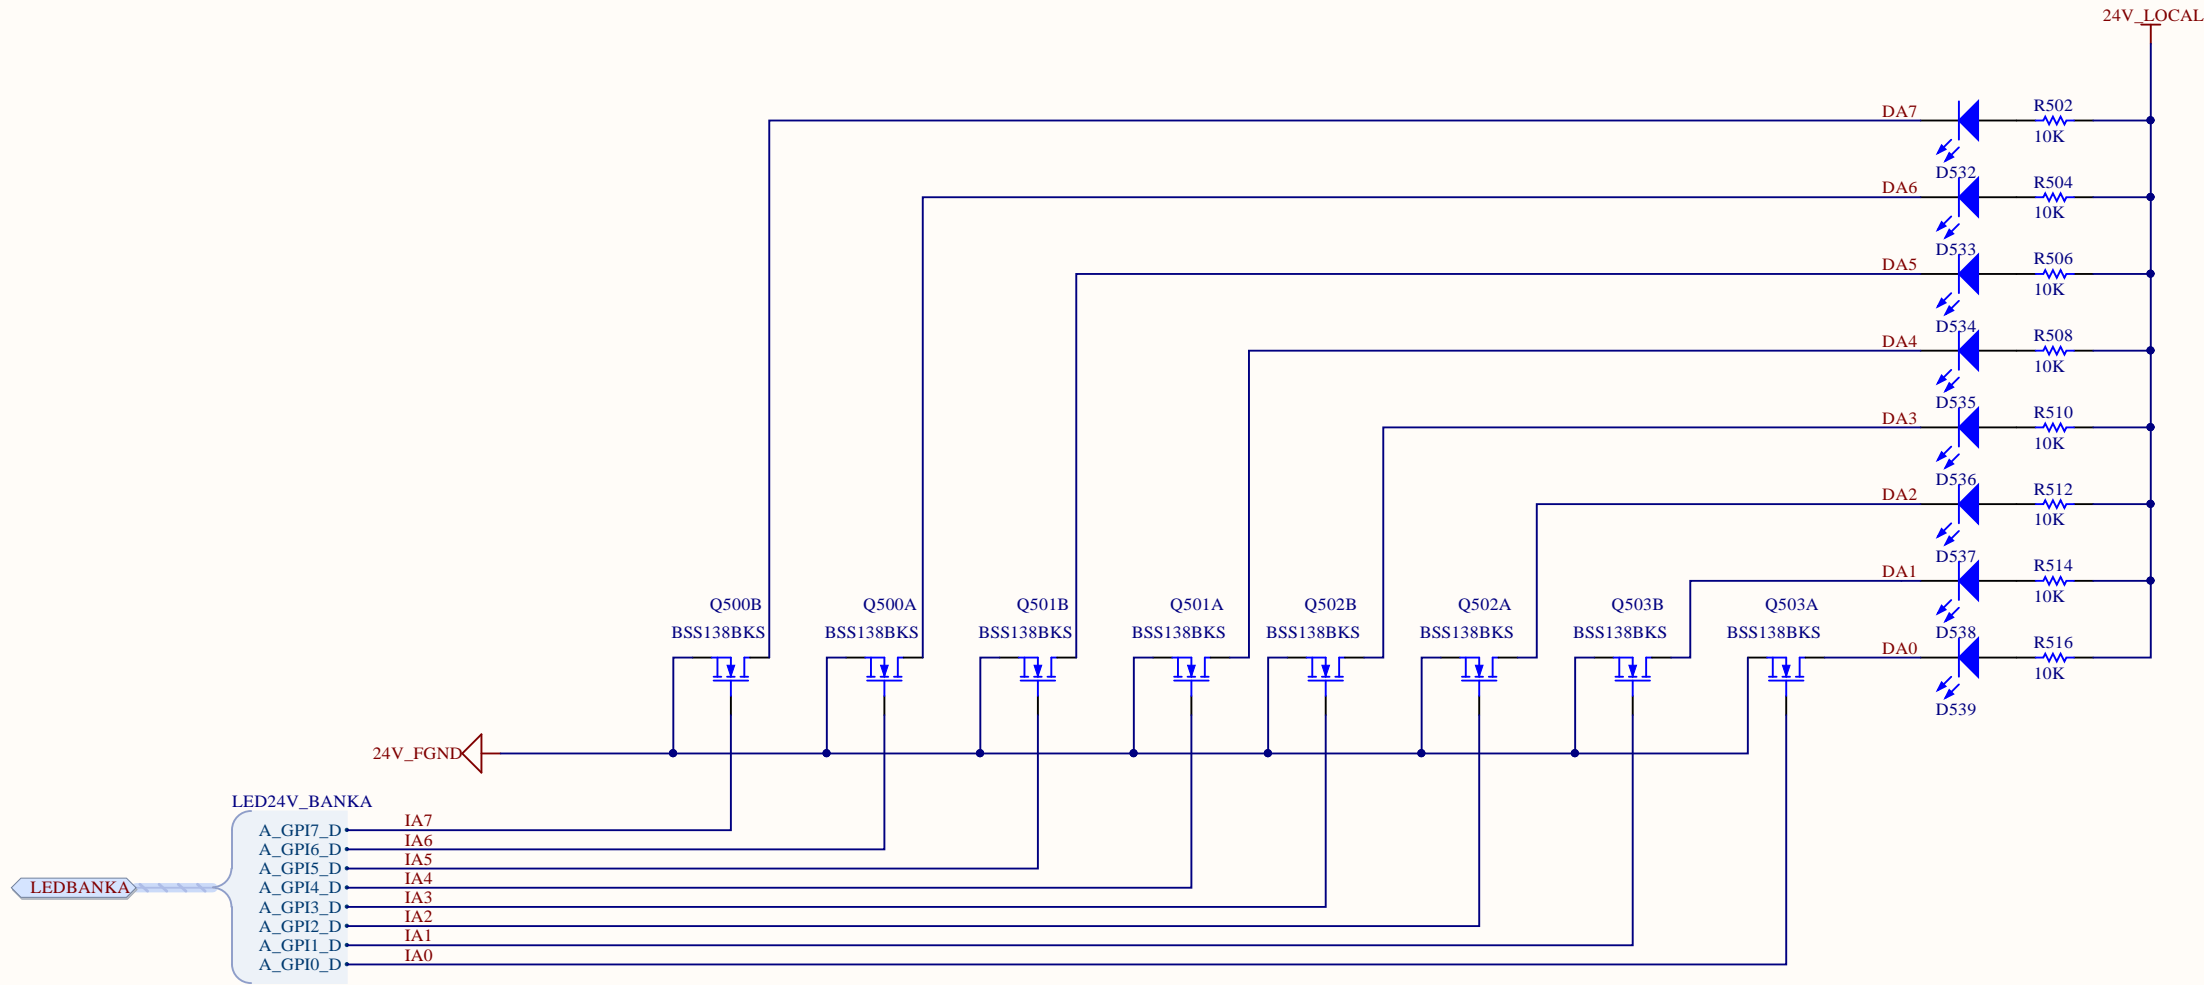 24V_LOCAL
DA7
R502
10K
D532
DA6
R504
10K
D533
DA5
R506
10K
D534
DA4
R508
10K
D535
DA3
R510
10K
D536
DA2
R512
10K
D537
DA1
R514
10K
D538
DA0
R516
10K
D539
Q500B
Q500A
Q501B
Q501A
Q502B
Q502A
Q503B
Q503A
BSS138BKS
BSS138BKS
BSS138BKS
BSS138BKS
BSS138BKS
BSS138BKS
BSS138BKS
BSS138BKS
24V_FGND
LED24V_BANKA
A_GPI7_D IA7
A_GPI6_D IA6
A_GPI5_D IA5
A_GPI4_D IA4
A_GPI3_D IA3
A_GPI2_D IA2
A_GPI1_D IA1
A_GPI0_D IA0
LEDBANKA